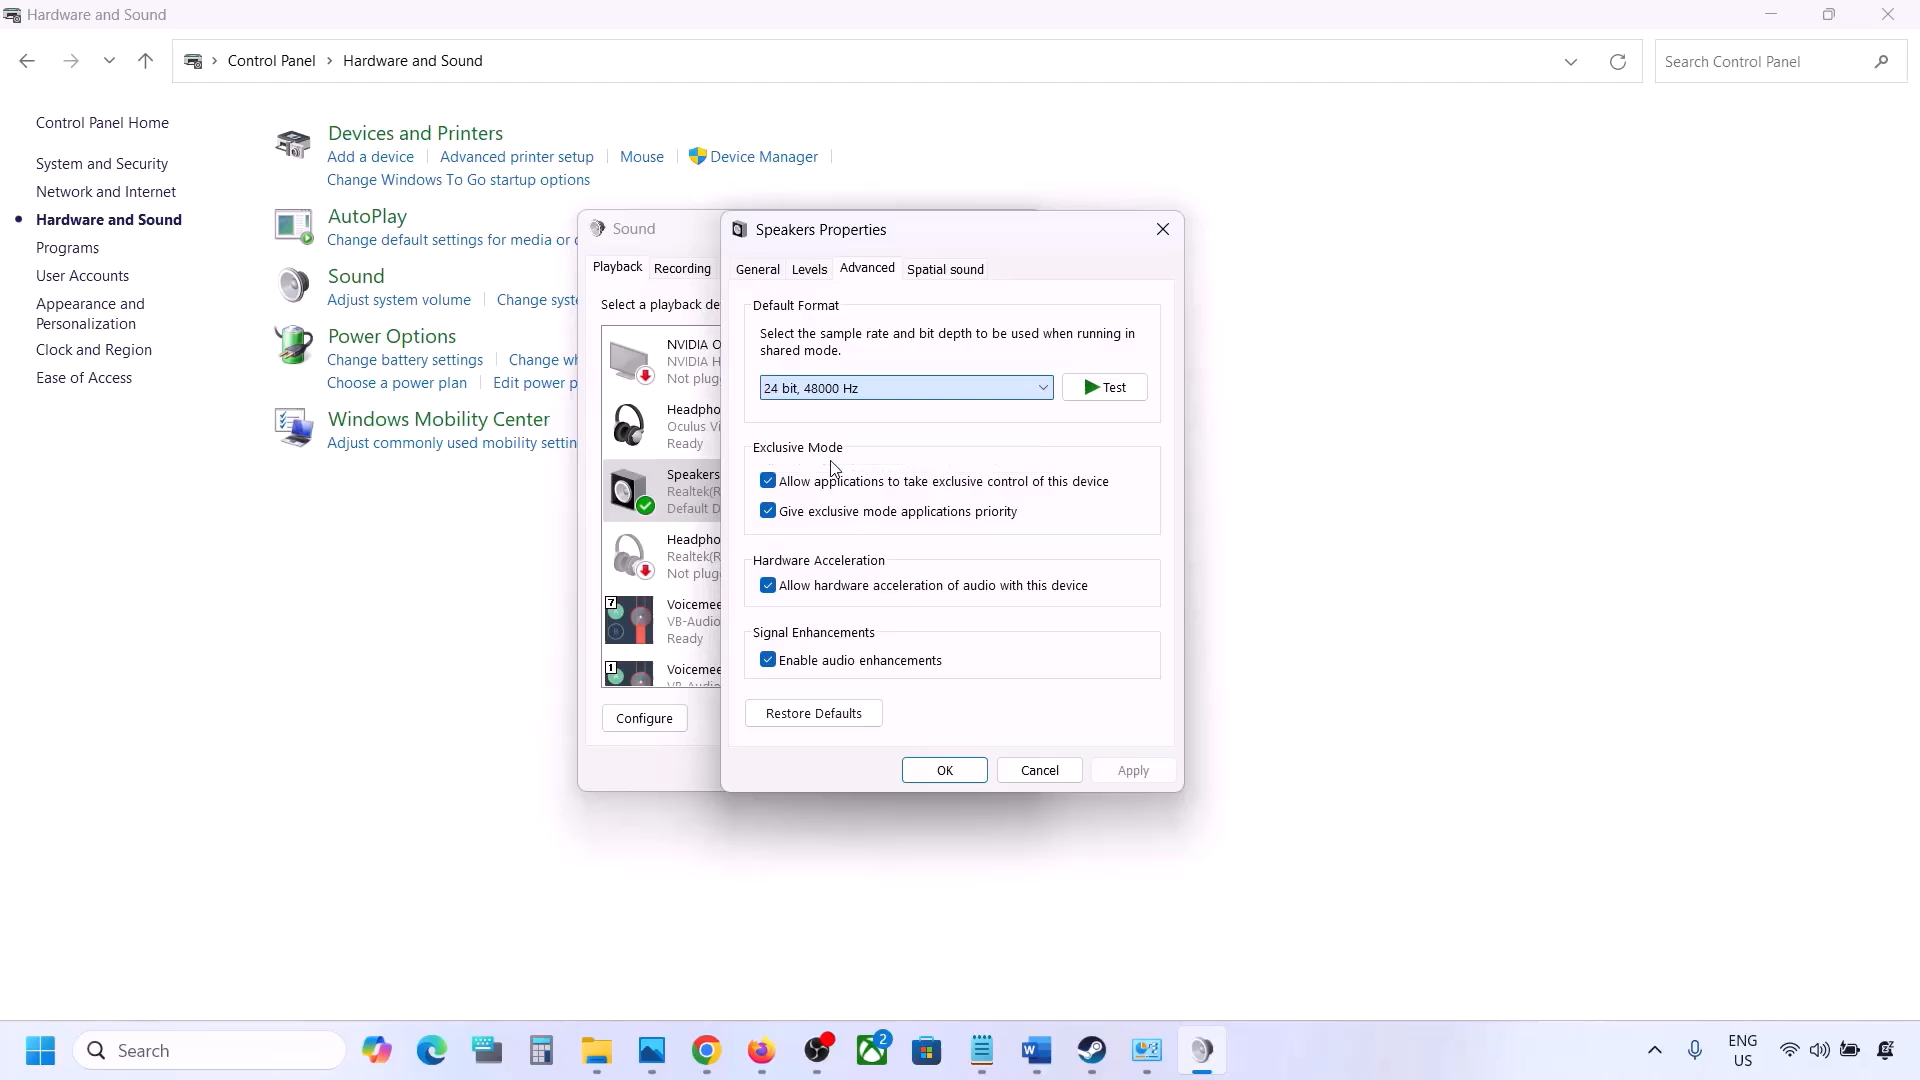 Hardware and Sound
Control Panel > Hardware and Sound
Search Control Panel
Control Panel Home
System and Security
Network and Internet
Hardware and Sound
Programs
User Accounts
Appearance and
Personalization
Clock and Region
Ease of Access
Devices and Printers
Add a device
Advanced printer setup
Mouse
Device Manager
Change Windows To Go startup options
AutoPlay
Change default settings for media or
Sound
Adjust system volume
Change syst
Power Options
Change battery settings
Change wh
Choose a power plan
Edit power p
Windows Mobility Center
Adjust commonly used mobility settin
Sound
Playback
Recording
Select a playback de
NVIDIA
NVIDIA H
Not plug
Headpho
Oculus Vi
Ready
Speakers
Realtek(R
Default D
Headpho
Realtek(R
Not plug
7
Voicemee
VB-Audio
Ready
1
Voicemee
Configure
Speakers Properties
General
Levels
Advanced
Spatial sound
Default Format
Select the sample rate and bit depth to be used when running in
shared mode.
24 bit, 48000 Hz
Test
Exclusive Mode
Allow applications to take exclusive control of this device
Give exclusive mode applications priority
Hardware Acceleration
Allow hardware acceleration of audio with this device
Signal Enhancements
Enable audio enhancements
Restore Defaults
OK
Cancel
Apply
Search
2
ENG
US